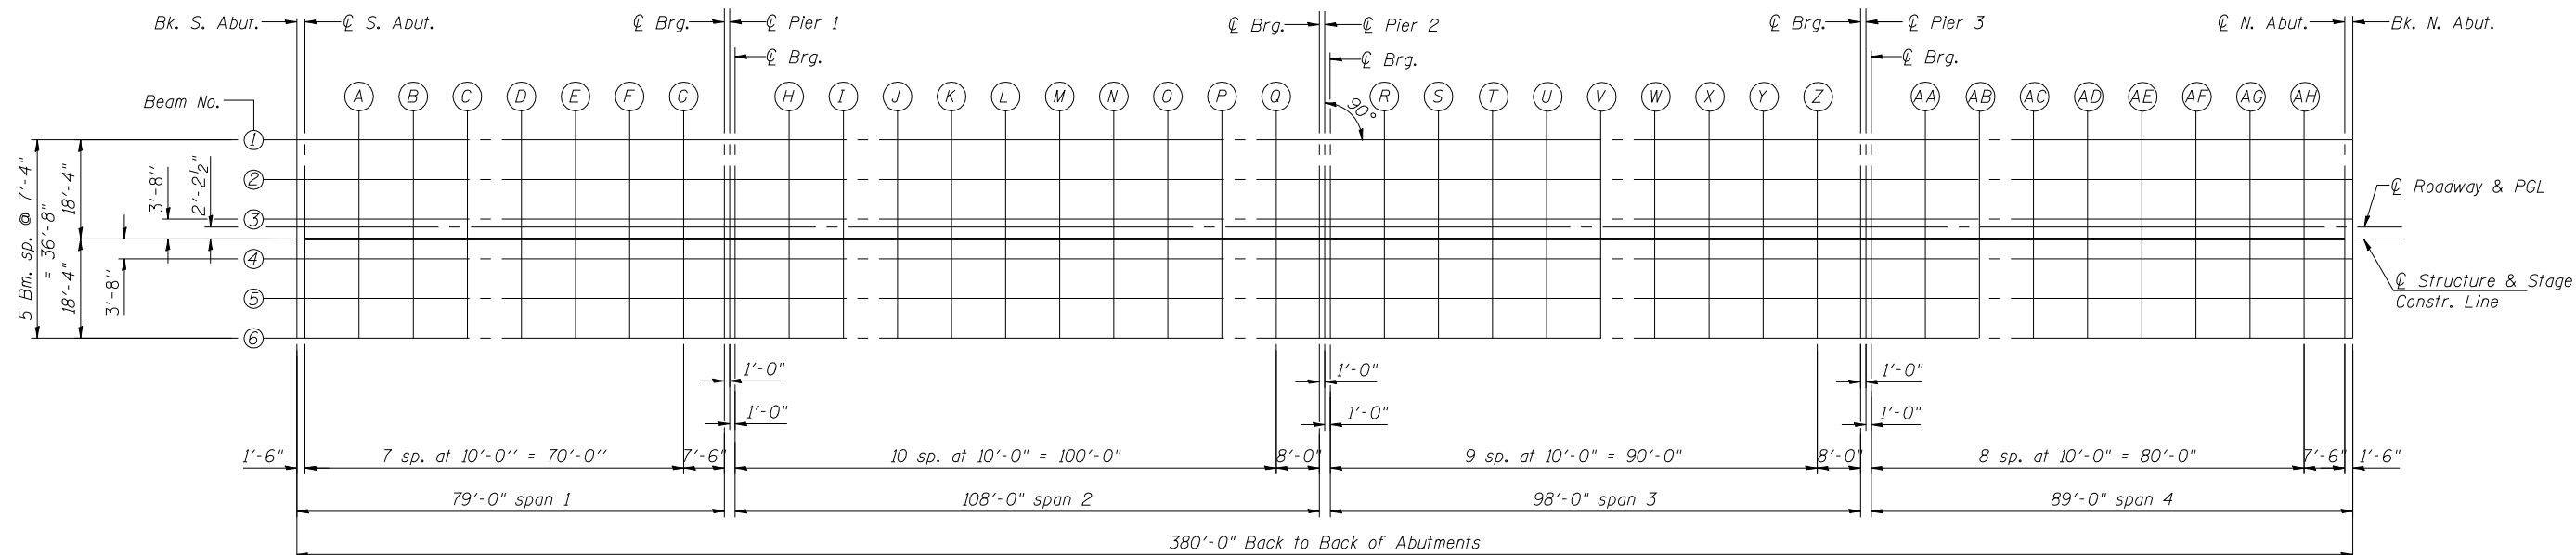 Bk. S. Abut.
℄ S. Abut.
℄ Brg.
℄ Pier 1
℄ Brg.
℄ Brg.
℄ Pier 2
℄ Brg.
℄ Brg.
℄ Pier 3
℄ Brg.
℄ N. Abut.
Bk. N. Abut.
Beam No.
A B C D E F G H I J K L M N O P Q R S T U V W X Y Z AA AB AC AD AE AF AG AH
90°
1
2
3
4
5
6
5 Bm. sp. @ 7'-4"
= 36'-8"
18'-4"
18'-4"
3'-8"
3'-8"
2'-2½"
℄ Roadway & PGL
℄ Structure & Stage
Constr. Line
1'-0"
1'-0"
1'-0"
1'-0"
1'-0"
1'-0"
1'-6"
7 sp. at 10'-0" = 70'-0"
7'-6"
10 sp. at 10'-0" = 100'-0"
8'-0"
9 sp. at 10'-0" = 90'-0"
8'-0"
8 sp. at 10'-0" = 80'-0"
7'-6"
1'-6"
79'-0" span 1
108'-0" span 2
98'-0" span 3
89'-0" span 4
380'-0" Back to Back of Abutments